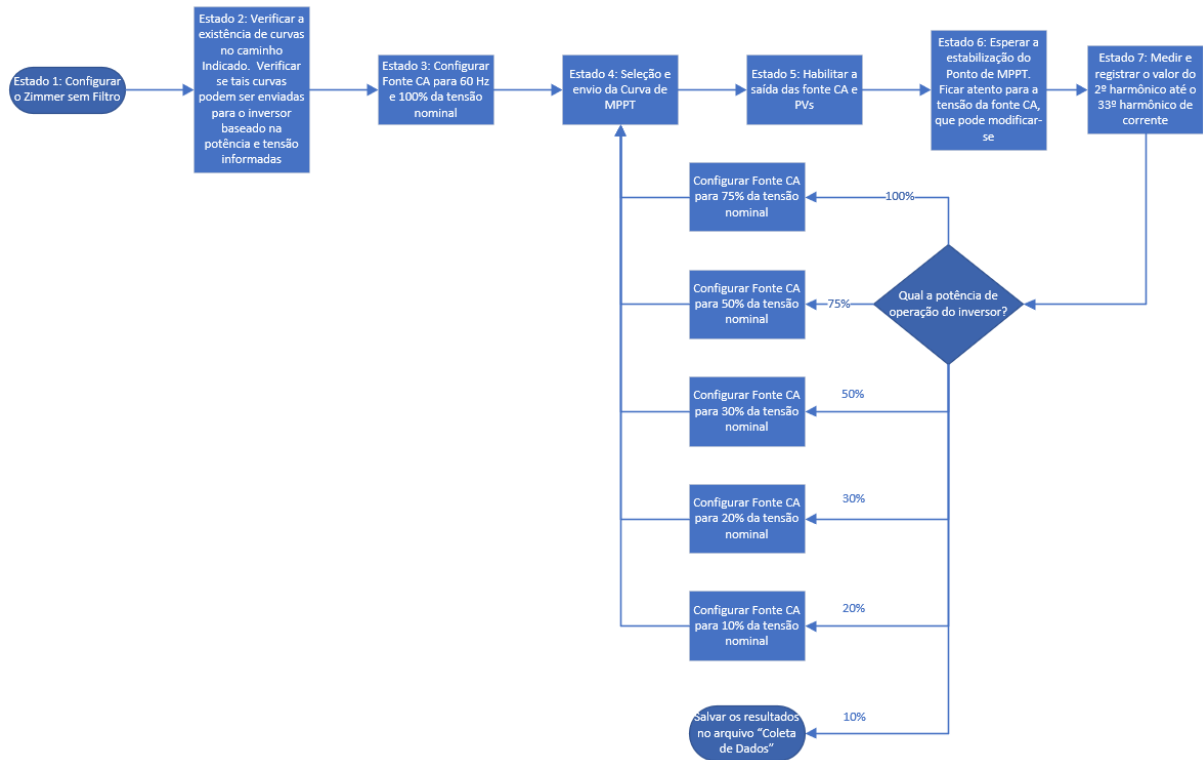 Estado 1: Configurar
o Zimmer sem Filtro
Estado 2: Verificar a
existência de curvas
no caminho
Indicado. Verificar
se tais curvas
podem ser enviadas
para o inversor
baseado na
potência e tensão
informadas
Estado 3: Configurar
Fonte CA para 60 Hz
e 100% da tensão
nominal
Estado 4: Seleção e
envio da Curva de
MPPT
Estado 5: Habilitar a
saída das fonte CA e
PVs
Estado 6: Esperar a
estabilização do
Ponto de MPPT.
Ficar atento para a
tensão da fonte CA,
que pode modificar-
se
Estado 7: Medir e
registrar o valor do
2º harmônico até o
33º harmônico de
corrente
Configurar Fonte CA
para 75% da tensão
nominal
100%
Configurar Fonte CA
para 50% da tensão
nominal
75%
Qual a potência de
operação do inversor?
Configurar Fonte CA
para 30% da tensão
nominal
50%
Configurar Fonte CA
para 20% da tensão
nominal
30%
Configurar Fonte CA
para 10% da tensão
nominal
20%
Salvar os resultados
no arquivo “Coleta
de Dados”
10%